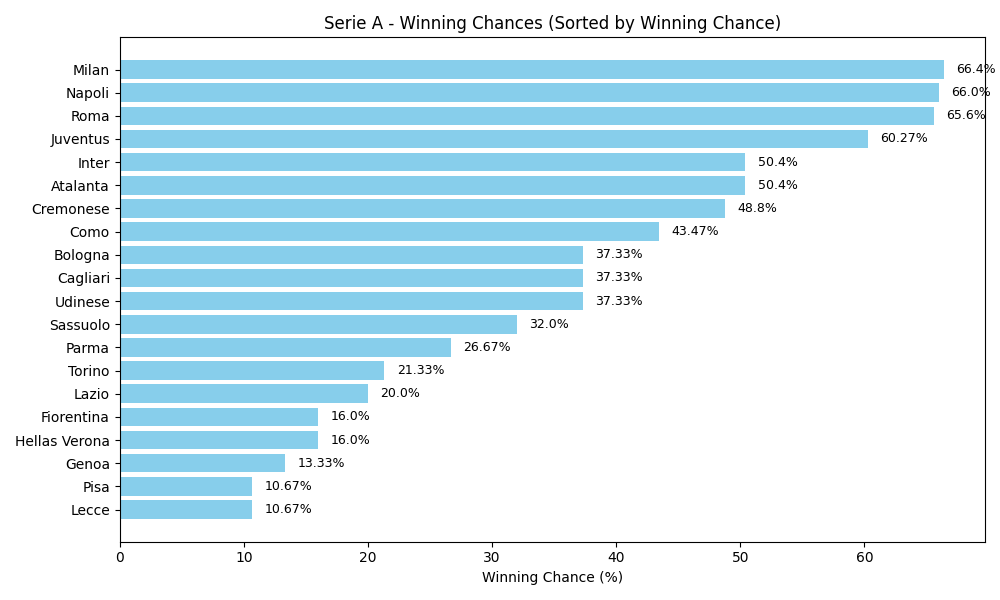 Serie A - Winning Chances (Sorted by Winning Chance)
Milan 66.4%
Napoli 66.0%
Roma 65.6%
Juventus 60.27%
Inter 50.4%
Atalanta 50.4%
Cremonese 48.8%
Como 43.47%
Bologna 37.33%
Cagliari 37.33%
Udinese 37.33%
Sassuolo 32.0%
Parma 26.67%
Torino 21.33%
Lazio 20.0%
Fiorentina 16.0%
Hellas Verona 16.0%
Genoa 13.33%
Pisa 10.67%
Lecce 10.67%
0 10 20 30 40 50 60
Winning Chance (%)